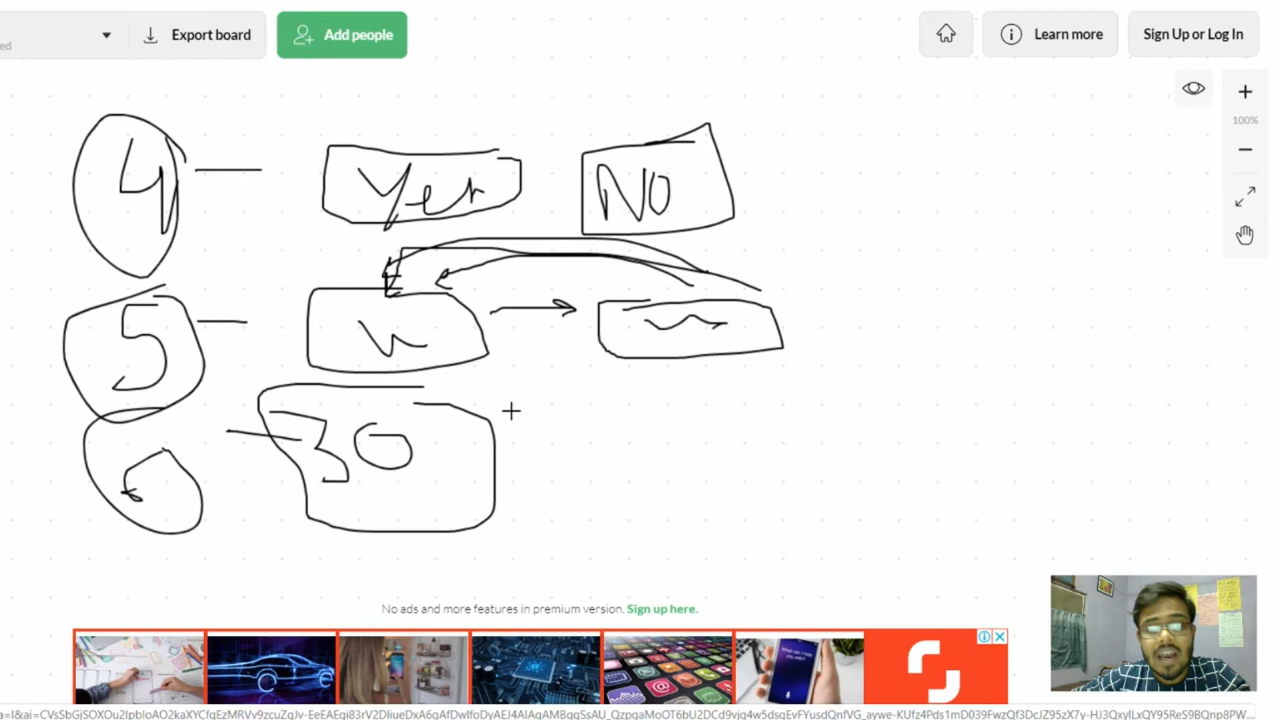 ed
Export board
Add people
Learn more
Sign Up or Log In
100%
4 — Yes NO
5 —
6 — 30
No ads and more features in premium version. Sign up here.